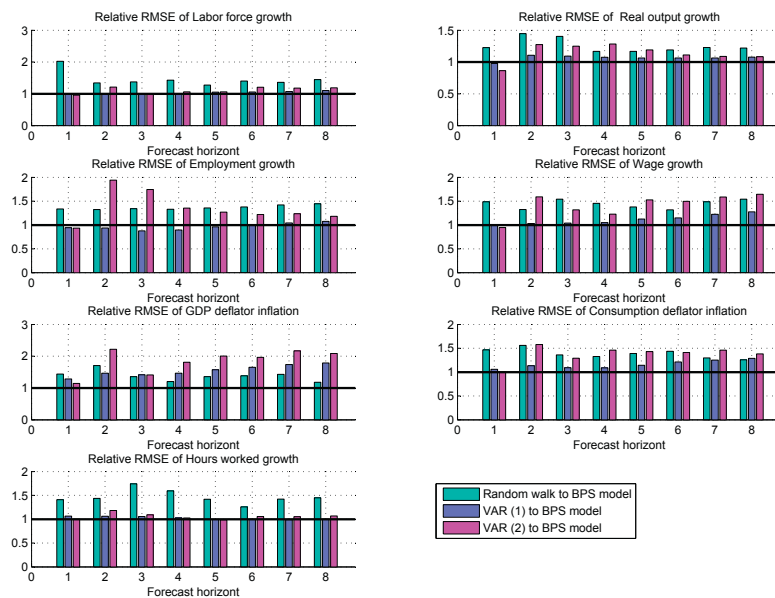 Relative RMSE of Labor force growth
3
2
1
0
0 1 2 3 4 5 6 7 8
Forecast horizont
Relative RMSE of Real output growth
1.5
1
0.5
0
0 1 2 3 4 5 6 7 8
Forecast horizont
Relative RMSE of Employment growth
2
1.5
1
0.5
0
0 1 2 3 4 5 6 7 8
Forecast horizont
Relative RMSE of Wage growth
2
1.5
1
0.5
0
0 1 2 3 4 5 6 7 8
Forecast horizont
Relative RMSE of GDP deflator inflation
3
2
1
0
0 1 2 3 4 5 6 7 8
Forecast horizont
Relative RMSE of Consumption deflator inflation
2
1.5
1
0.5
0
0 1 2 3 4 5 6 7 8
Forecast horizont
Relative RMSE of Hours worked growth
2
1.5
1
0.5
0
0 1 2 3 4 5 6 7 8
Random walk to BPS model
VAR (1) to BPS model
VAR (2) to BPS model